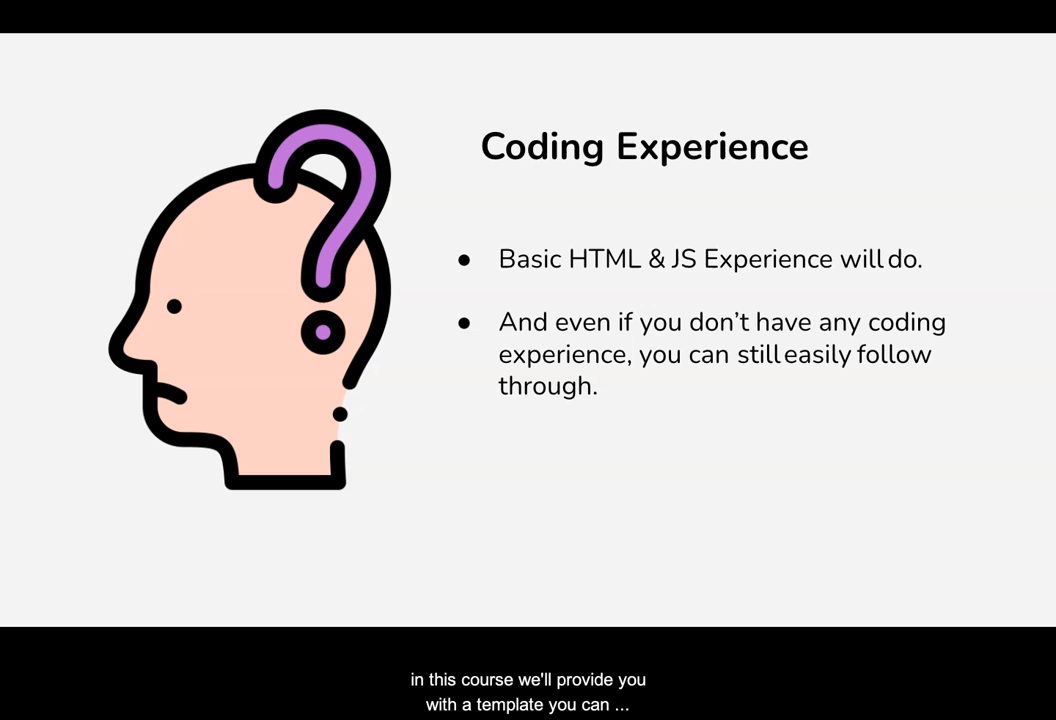 Coding Experience
● Basic HTML & JS Experience will do.
● And even if you don't have any coding
experience, you can still easily follow
through.
in this course we'll provide you
with a template you can ...